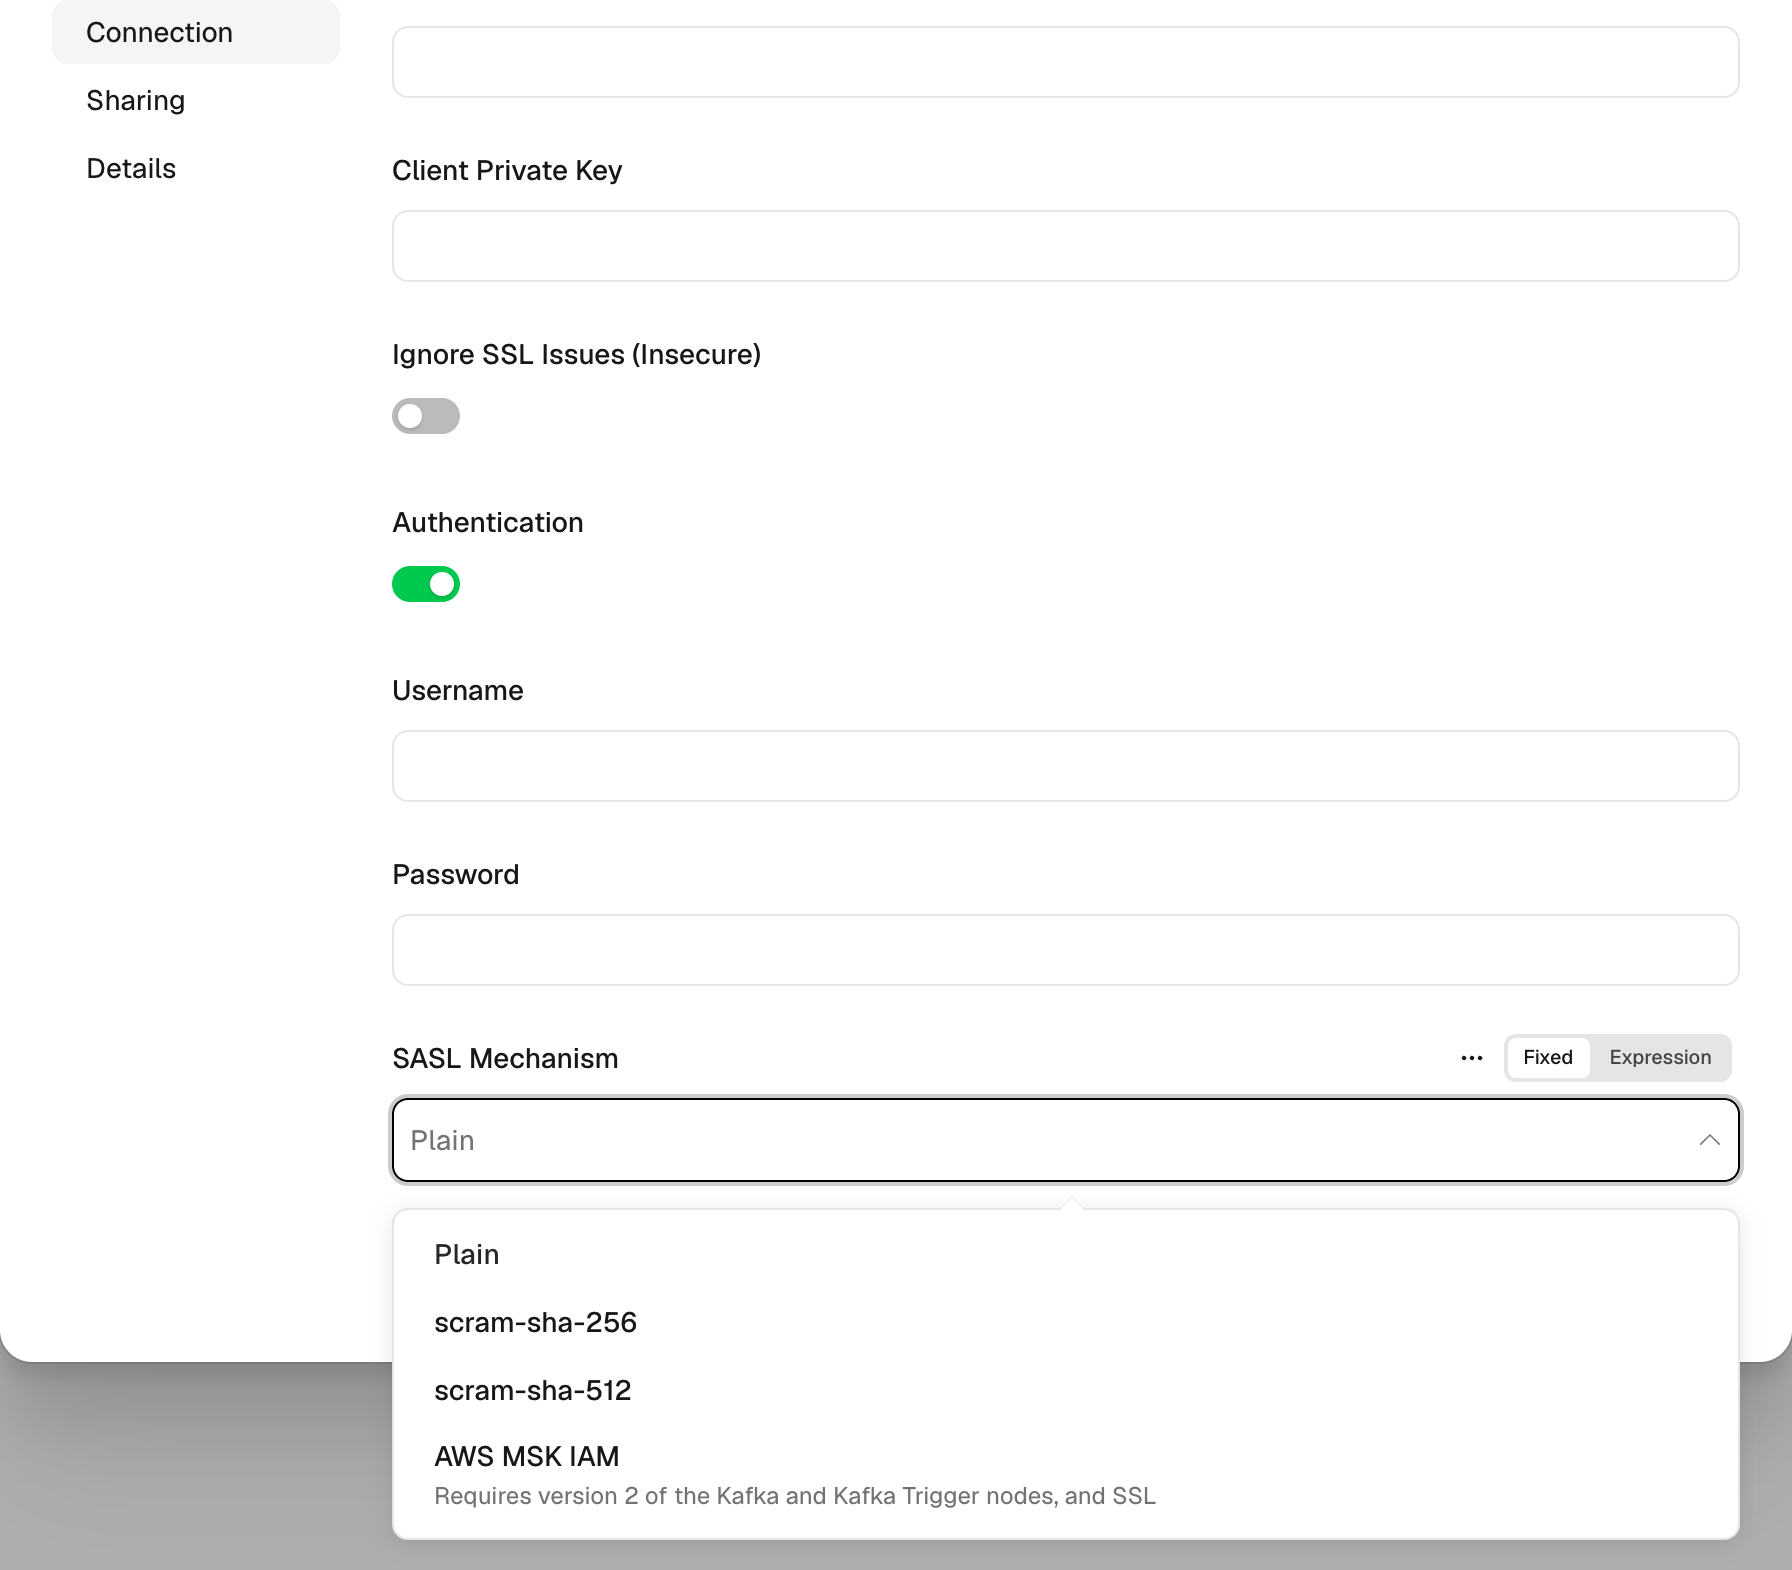 Connection
Sharing
Details
Client Private Key
Ignore SSL Issues (Insecure)
Authentication
Username
Password
SASL Mechanism
... Fixed Expression
Plain
Plain
scram-sha-256
scram-sha-512
AWS MSK IAM
Requires version 2 of the Kafka and Kafka Trigger nodes, and SSL